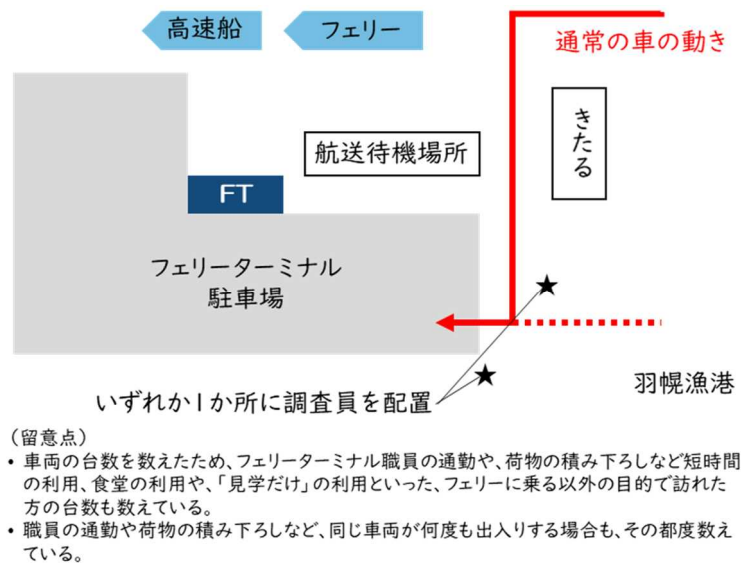 高速船
フェリー
通常の車の動き
きたる
航送待機場所
FT
フェリーターミナル
駐車場
羽幌漁港
いずれか1か所に調査員を配置
（留意点）
• 車両の台数を数えたため、フェリーターミナル職員の通勤や、荷物の積み下ろしなど短時間
の利用、食堂の利用や、「見学だけ」の利用といった、フェリーに乗る以外の目的で訪れた
方の台数も数えている。
• 職員の通勤や荷物の積み下ろしなど、同じ車両が何度も出入りする場合も、その都度数え
ている。